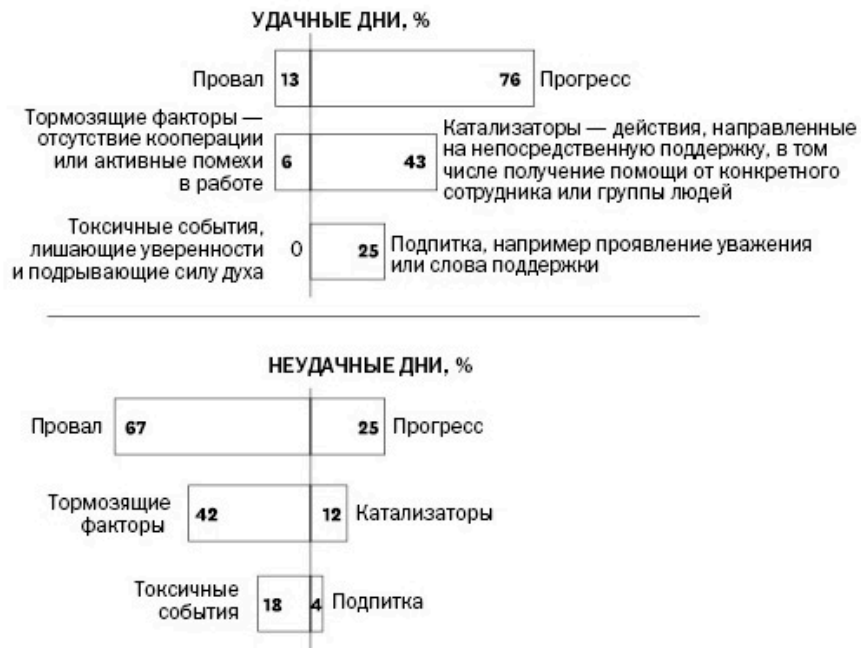 УДАЧНЫЕ ДНИ, %
Провал 13 76 Прогресс
Тормозящие факторы —
отсутствие кооперации
или активные помехи
в работе
6 43
Катализаторы — действия, направленные
на непосредственную поддержку, в том
числе получение помощи от конкретного
сотрудника или группы людей
Токсичные события,
лишающие уверенности
и подрывающие силу духа
0 25
Подпитка, например проявление уважения
или слова поддержки
НЕУДАЧНЫЕ ДНИ, %
Провал 67 25 Прогресс
Тормозящие
факторы
42 12 Катализаторы
Токсичные
события
18 4 Подпитка